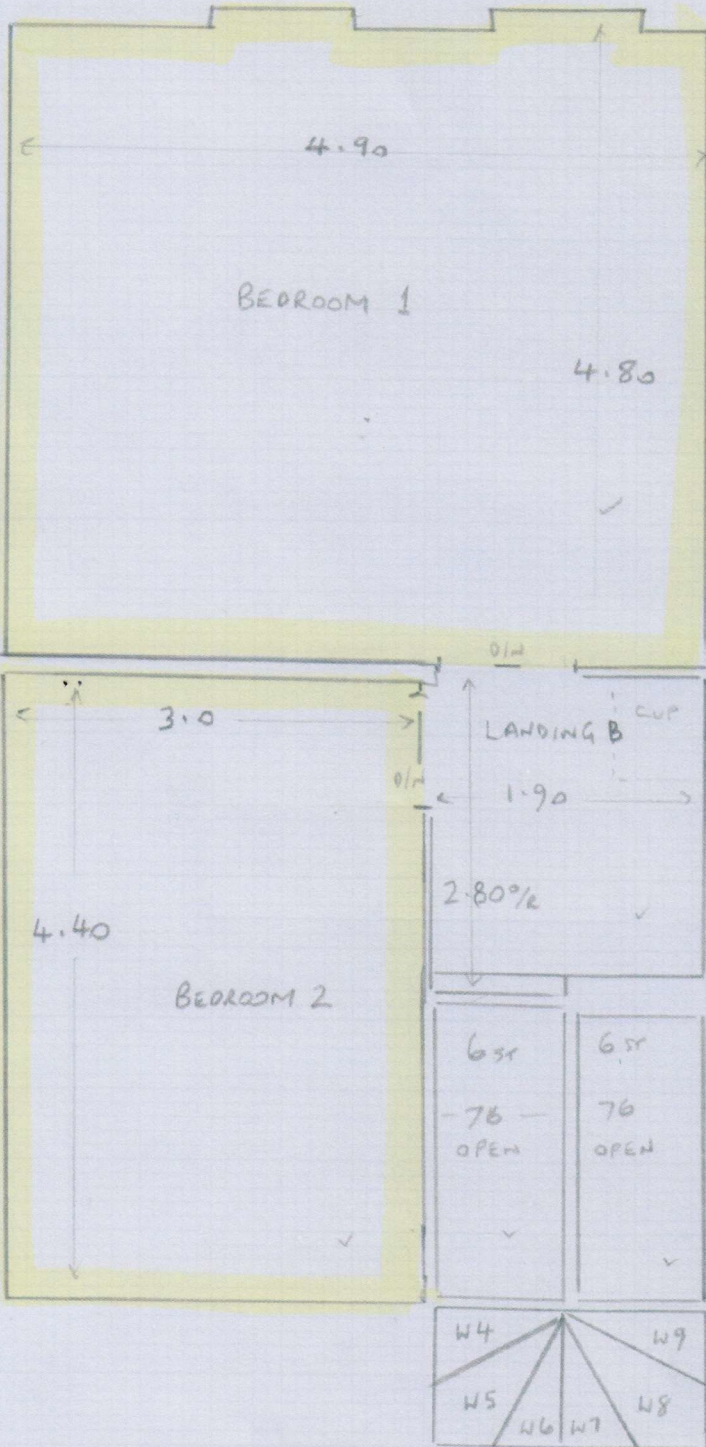 4.90
BEDROOM 1
4.80
D/N
3.0
LANDING B
CUP
D/N
1.90
2.80 o/a
4.40
BEDROOM 2
6 ST
6 ST
76
76
OPEN
OPEN
W4
W9
W5
W8
W6
W7